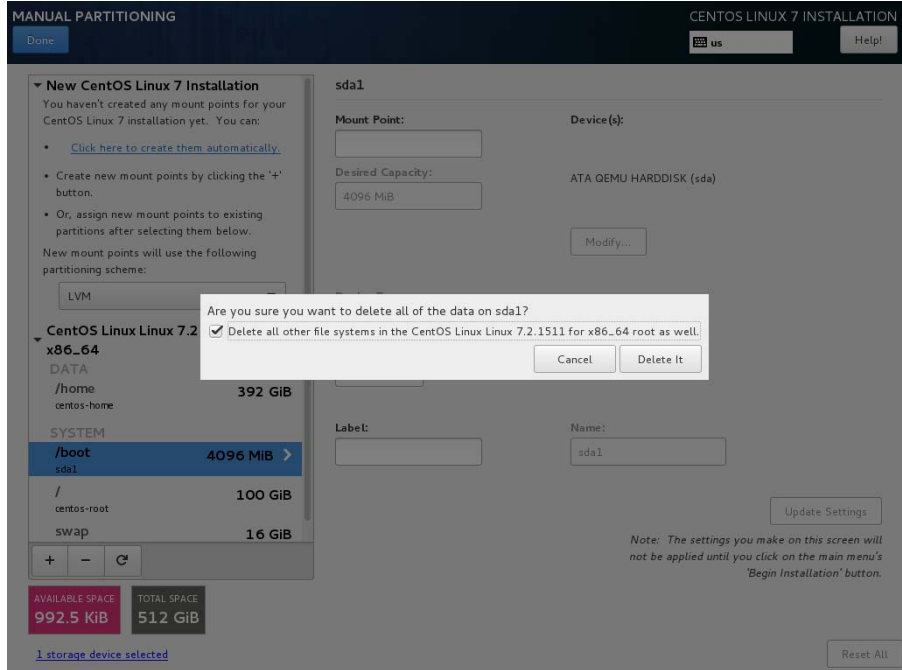 MANUAL PARTITIONING
CENTOS LINUX 7 INSTALLATION
Done
us
Help!
New CentOS Linux 7 Installation
You haven't created any mount points for your
CentOS Linux 7 installation yet. You can:
• Click here to create them automatically.
• Create new mount points by clicking the '+'
button.
• Or, assign new mount points to existing
partitions after selecting them below.
New mount points will use the following
partitioning scheme:
LVM
CentOS Linux Linux 7.2
x86_64
DATA
/home
392 GiB
centos-home
SYSTEM
/boot
4096 MiB
sda1
/
100 GiB
centos-root
swap
16 GiB
+ −
AVAILABLE SPACE
992.5 KiB
TOTAL SPACE
512 GiB
1 storage device selected
sda1
Mount Point:
Device(s):
Desired Capacity:
4096 MiB
ATA QEMU HARDDISK (sda)
Modify...
Are you sure you want to delete all of the data on sda1?
Delete all other file systems in the CentOS Linux Linux 7.2.1511 for x86_64 root as well.
Cancel
Delete It
Label:
Name:
sda1
Update Settings
Note: The settings you make on this screen will
not be applied until you click on the main menu's
'Begin Installation' button.
Reset All